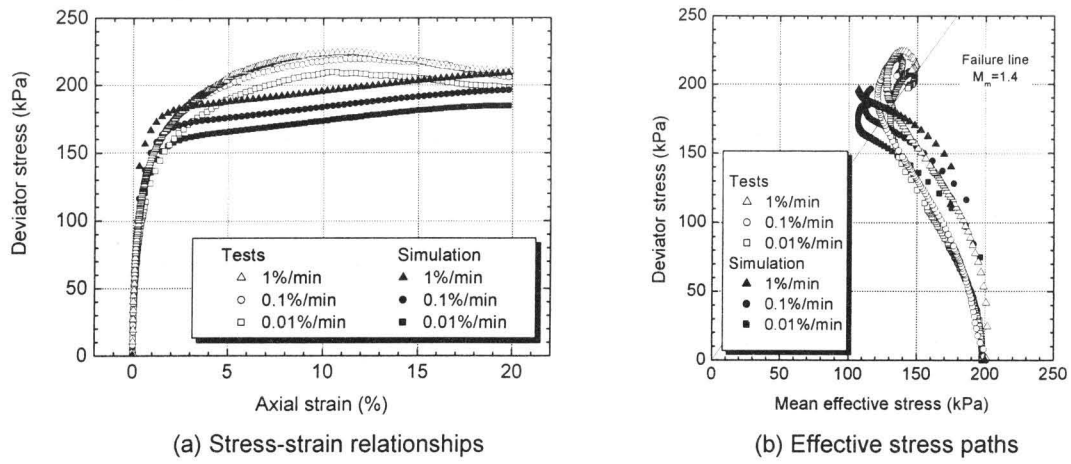 250
200
150
100
50
0
Deviator stress (kPa)
Tests Simulation
1%/min 1%/min
0.1%/min 0.1%/min
0.01%/min 0.01%/min
0 5 10 15 20
Axial strain (%)
(a) Stress-strain relationships
250
200
150
100
50
0
Deviator stress (kPa)
Failure line
Mm=1.4
Tests
1%/min
0.1%/min
0.01%/min
Simulation
1%/min
0.1%/min
0.01%/min
0 50 100 150 200 250
Mean effective stress (kPa)
(b) Effective stress paths